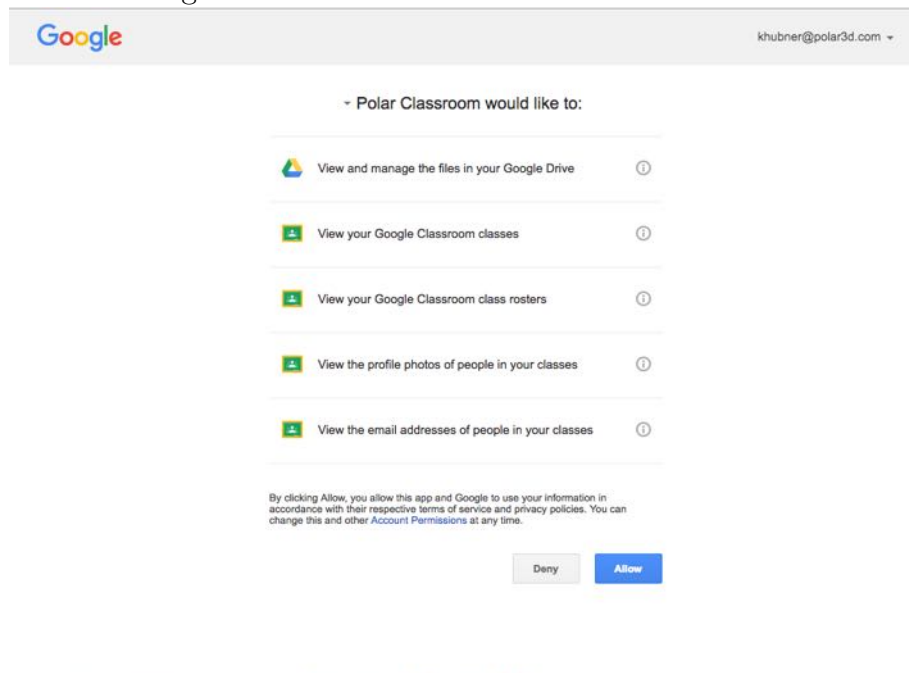 Google
khubner@polar3d.com
Polar Classroom would like to:
View and manage the files in your Google Drive
View your Google Classroom classes
View your Google Classroom class rosters
View the profile photos of people in your classes
View the email addresses of people in your classes
By clicking Allow, you allow this app and Google to use your information in
accordance with their respective terms of service and privacy policies. You can
change this and other Account Permissions at any time.
Deny Allow